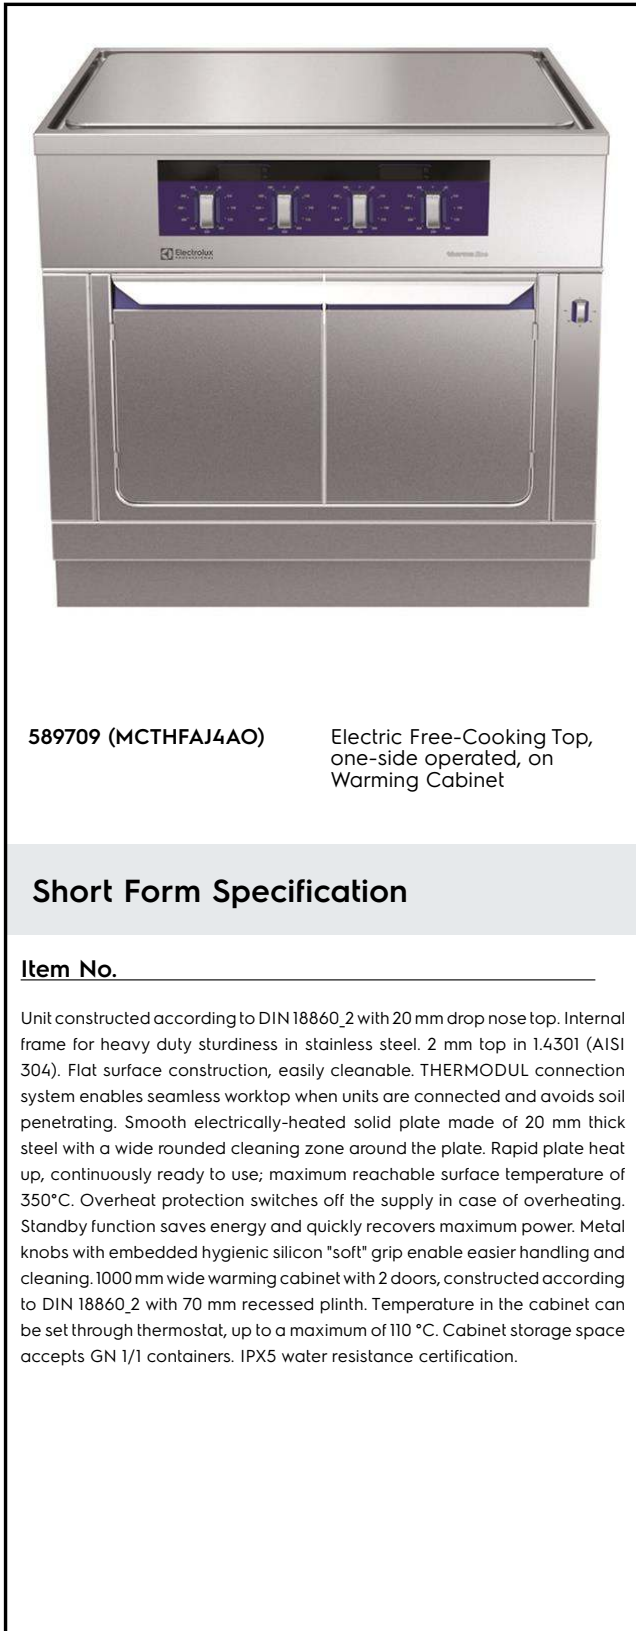 Electrolux
PROFESSIONAL
thermaline
589709 (MCTHFAJ4AO)
Electric Free-Cooking Top,
one-side operated, on
Warming Cabinet
Short Form Specification
Item No.
Unit constructed according to DIN 18860_2 with 20 mm drop nose top. Internal
frame for heavy duty sturdiness in stainless steel. 2 mm top in 1.4301 (AISI
304). Flat surface construction, easily cleanable. THERMODUL connection
system enables seamless worktop when units are connected and avoids soil
penetrating. Smooth electrically-heated solid plate made of 20 mm thick
steel with a wide rounded cleaning zone around the plate. Rapid plate heat
up, continuously ready to use; maximum reachable surface temperature of
350°C. Overheat protection switches off the supply in case of overheating.
Standby function saves energy and quickly recovers maximum power. Metal
knobs with embedded hygienic silicon "soft" grip enable easier handling and
cleaning. 1000 mm wide warming cabinet with 2 doors, constructed according
to DIN 18860_2 with 70 mm recessed plinth. Temperature in the cabinet can
be set through thermostat, up to a maximum of 110 °C. Cabinet storage space
accepts GN 1/1 containers. IPX5 water resistance certification.